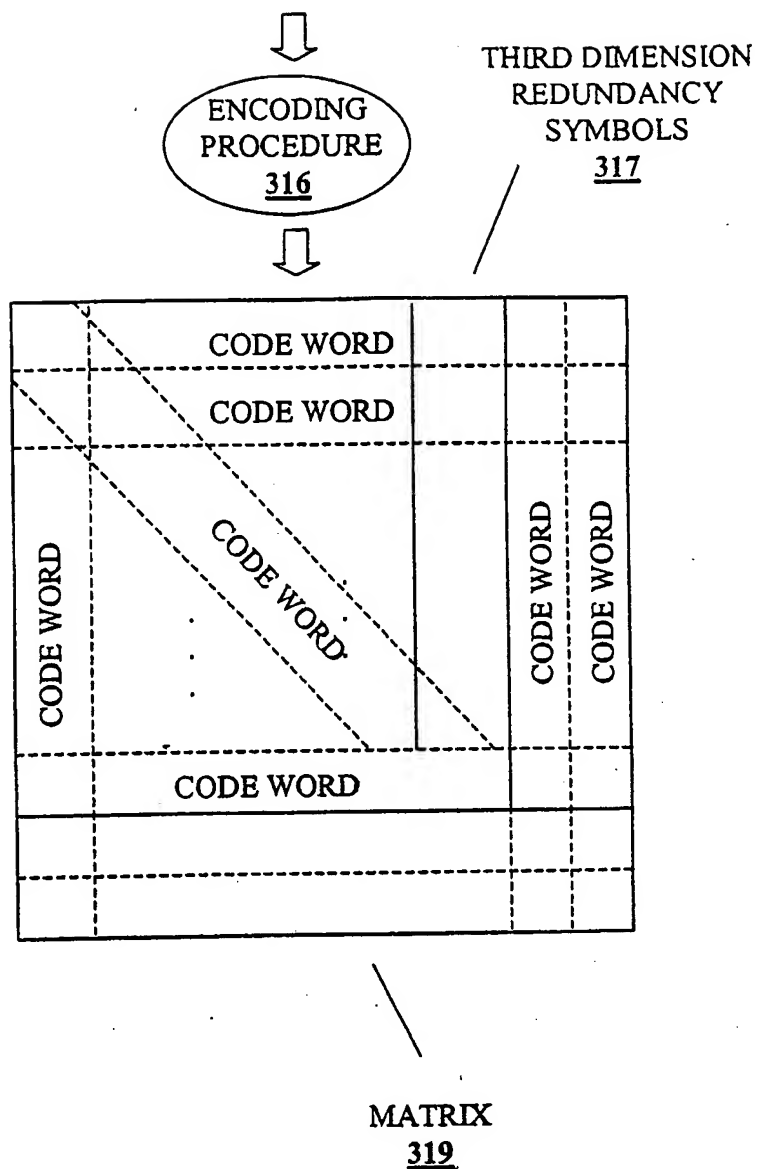 ENCODING
PROCEDURE
316
THIRD DIMENSION
REDUNDANCY
SYMBOLS
317
CODE WORD
CODE WORD
CODE WORD
CODE WORD
CODE WORD
CODE WORD
CODE WORD
MATRIX
319